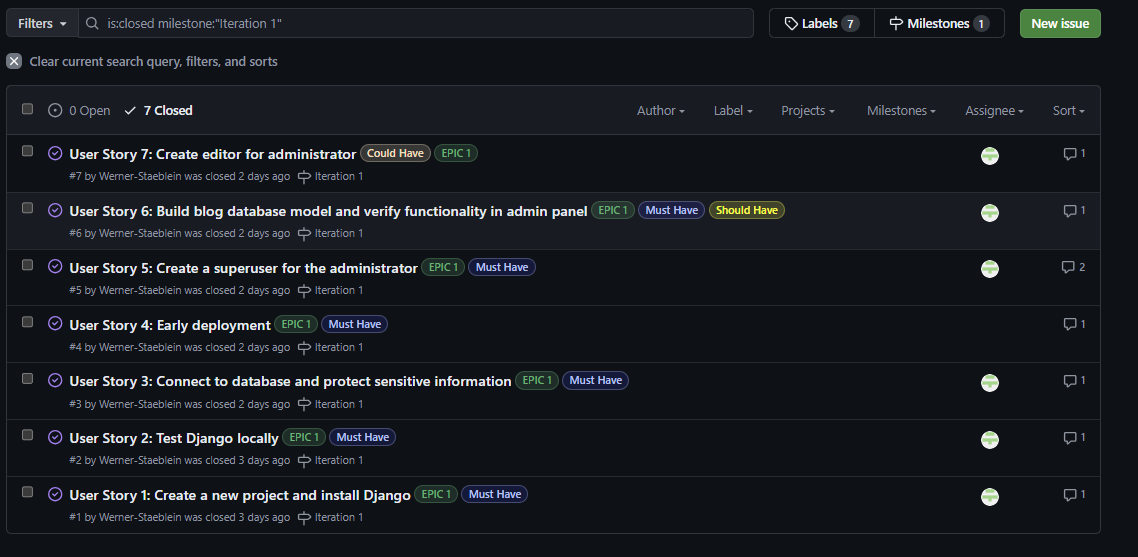 Filters is:closed milestone:"Iteration 1" Labels 7 Milestones 1 New issue
Clear current search query, filters, and sorts
0 Open 7 Closed Author Label Projects Milestones Assignee Sort
User Story 7: Create editor for administrator Could Have EPIC 1 1
#7 by Werner-Staeblein was closed 2 days ago Iteration 1
User Story 6: Build blog database model and verify functionality in admin panel EPIC 1 Must Have Should Have 1
#6 by Werner-Staeblein was closed 2 days ago Iteration 1
User Story 5: Create a superuser for the administrator EPIC 1 Must Have 2
#5 by Werner-Staeblein was closed 2 days ago Iteration 1
User Story 4: Early deployment EPIC 1 Must Have 1
#4 by Werner-Staeblein was closed 2 days ago Iteration 1
User Story 3: Connect to database and protect sensitive information EPIC 1 Must Have 1
#3 by Werner-Staeblein was closed 2 days ago Iteration 1
User Story 2: Test Django locally EPIC 1 Must Have 1
#2 by Werner-Staeblein was closed 3 days ago Iteration 1
User Story 1: Create a new project and install Django EPIC 1 Must Have 1
#1 by Werner-Staeblein was closed 3 days ago Iteration 1